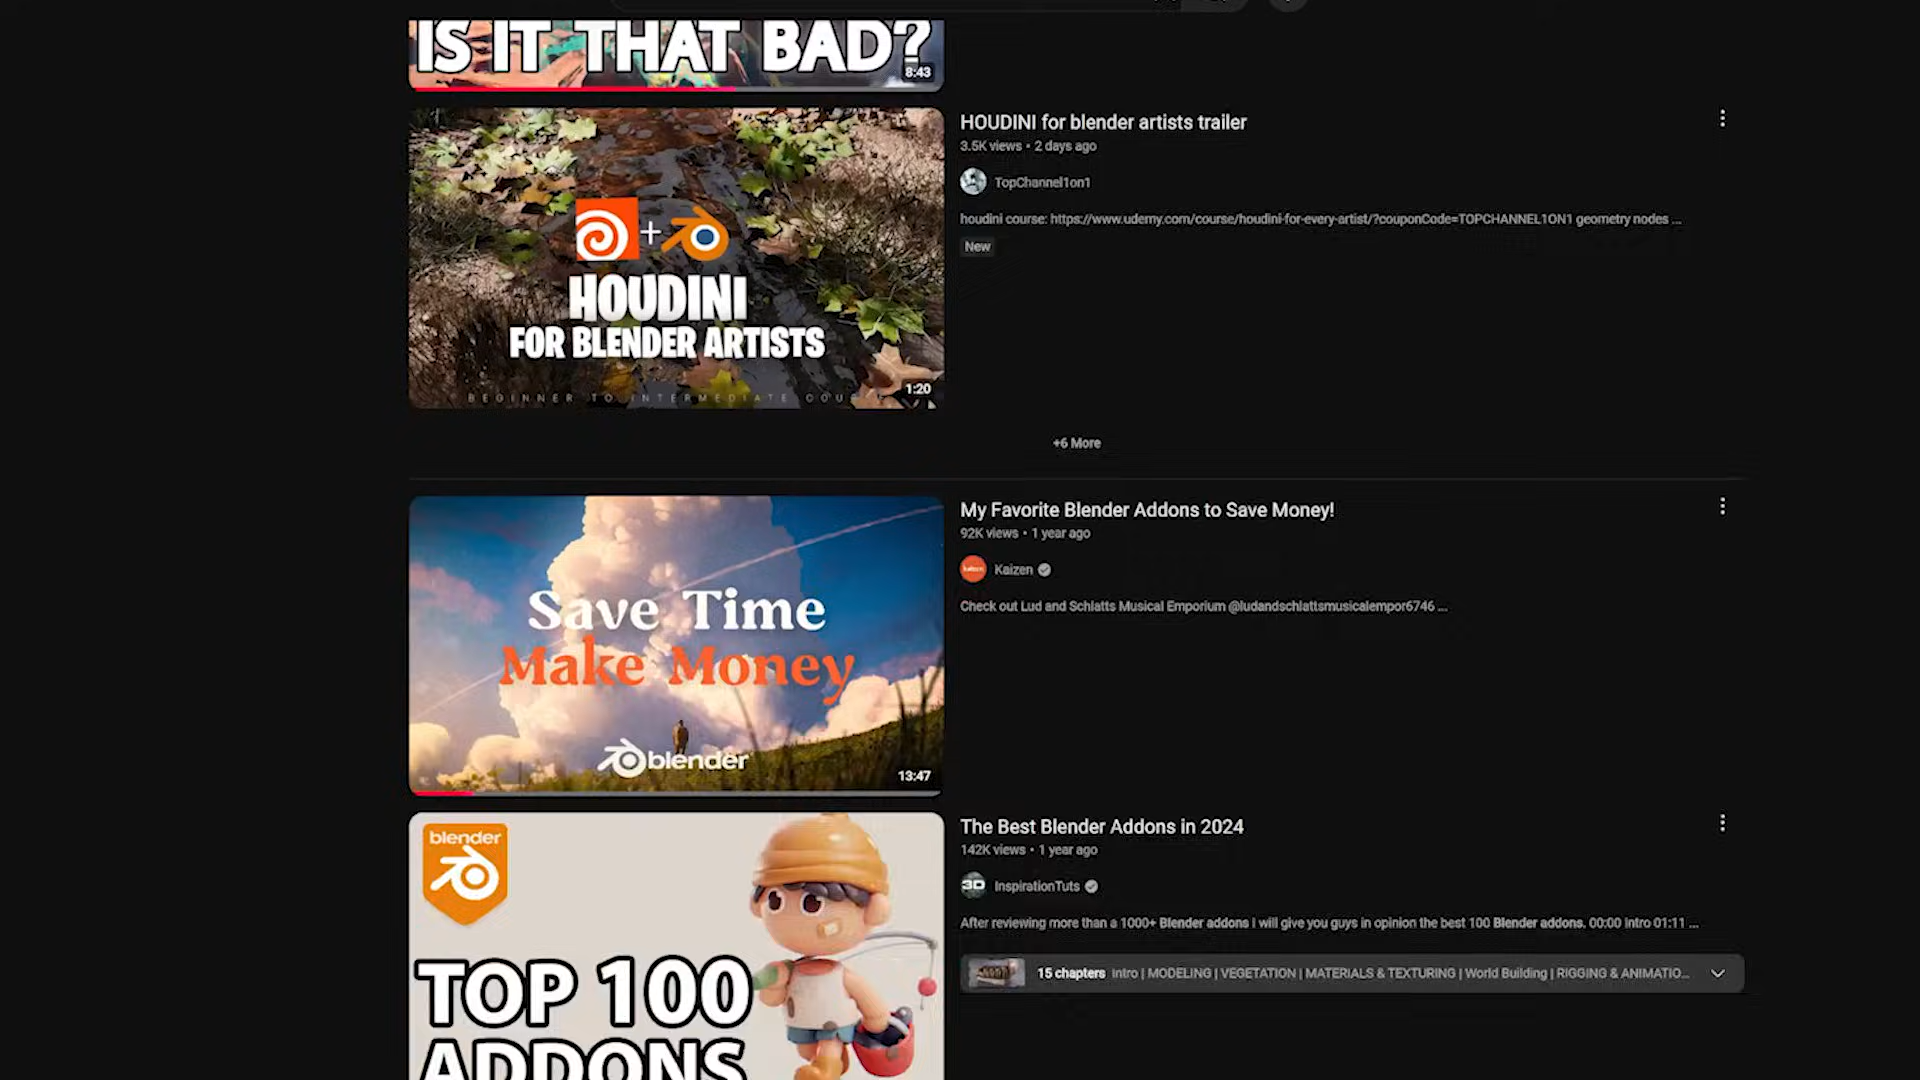 IS IT THAT BAD?
8:43
HOUDINI for blender artists trailer
3.5K views • 2 days ago
TopChannel1on1
houdini course: https://www.udemy.com/course/houdini-for-every-artist/?couponCode=TOPCHANNEL1ON1 geometry nodes ...
New
+
HOUDINI
FOR BLENDER ARTISTS
BEGINNER TO INTERMEDIATE
1:20
+6 More
My Favorite Blender Addons to Save Money!
92K views • 1 year ago
Kaizen
Check out Lud and Schlatts Musical Emporium @ludandschlattsmusicalempor6746 ...
Save Time
Make Money
blender
13:47
The Best Blender Addons in 2024
142K views • 1 year ago
3D
InspirationTuts
After reviewing more than a 1000+ Blender addons I will give you guys in opinion the best 100 Blender addons. 00:00 Intro 01:11 ...
15 chapters Intro | MODELING | VEGETATION | MATERIALS & TEXTURING | World Building | RIGGING & ANIMATIO...
blender
TOP 100
ADDONS